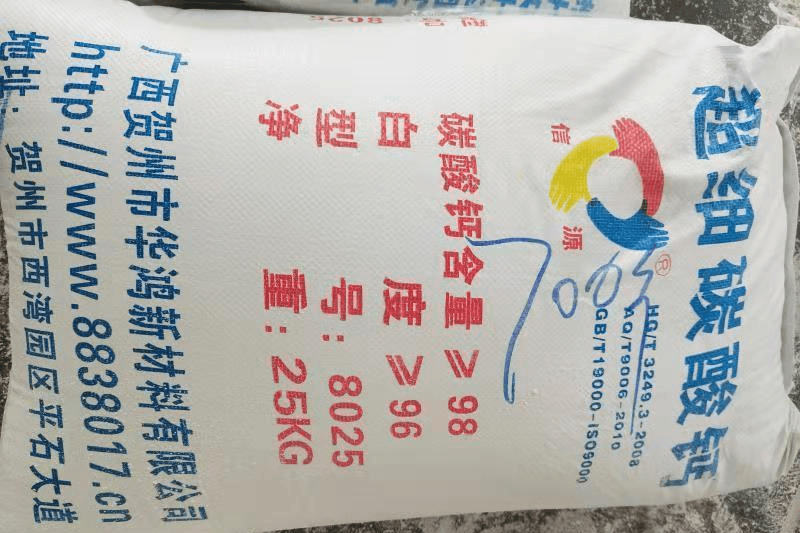 超细碳酸钙
信源®
HG/T 3249.3-2008
GB/T19000-ISO9000
碳酸钙含量≥98
白度≥96
型号:8025
净重:25KG
广西贺州市华鸿新材料有限公司
http://www.8838017.cn
地址:贺州市西湾园区平石大道
8025